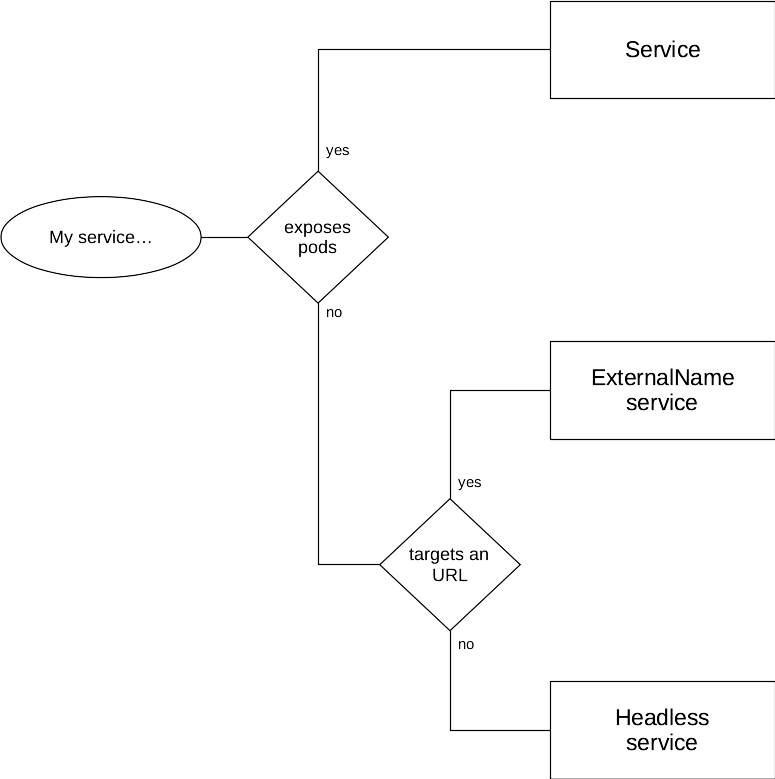 Service
yes
My service…
exposes
pods
no
ExternalName
service
yes
targets an
URL
no
Headless
service